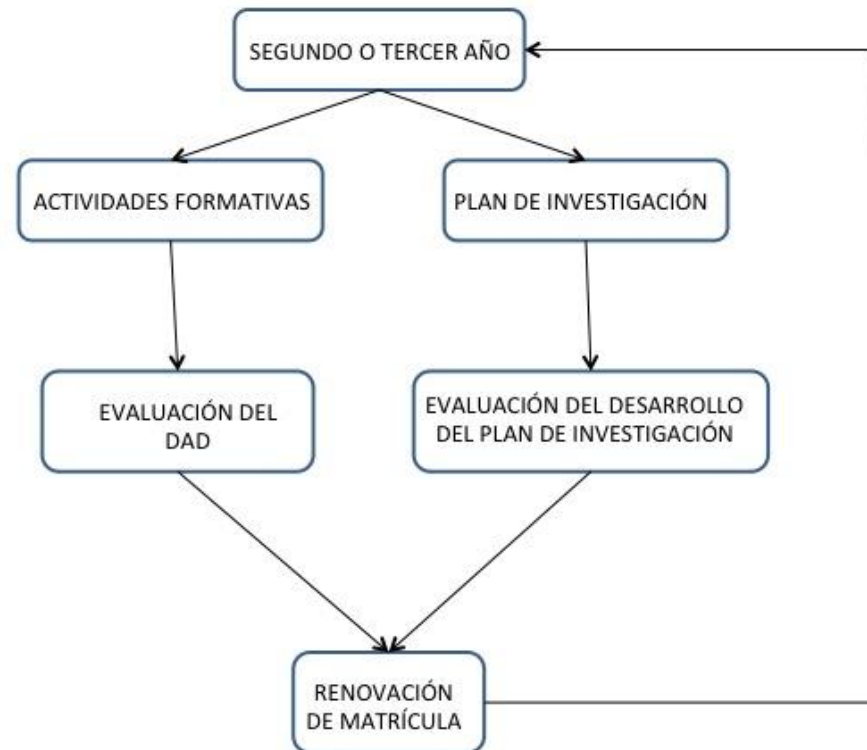 SEGUNDO O TERCER AÑO
ACTIVIDADES FORMATIVAS
PLAN DE INVESTIGACIÓN
EVALUACIÓN DEL
DAD
EVALUACIÓN DEL DESARROLLO
DEL PLAN DE INVESTIGACIÓN
RENOVACIÓN
DE MATRÍCULA